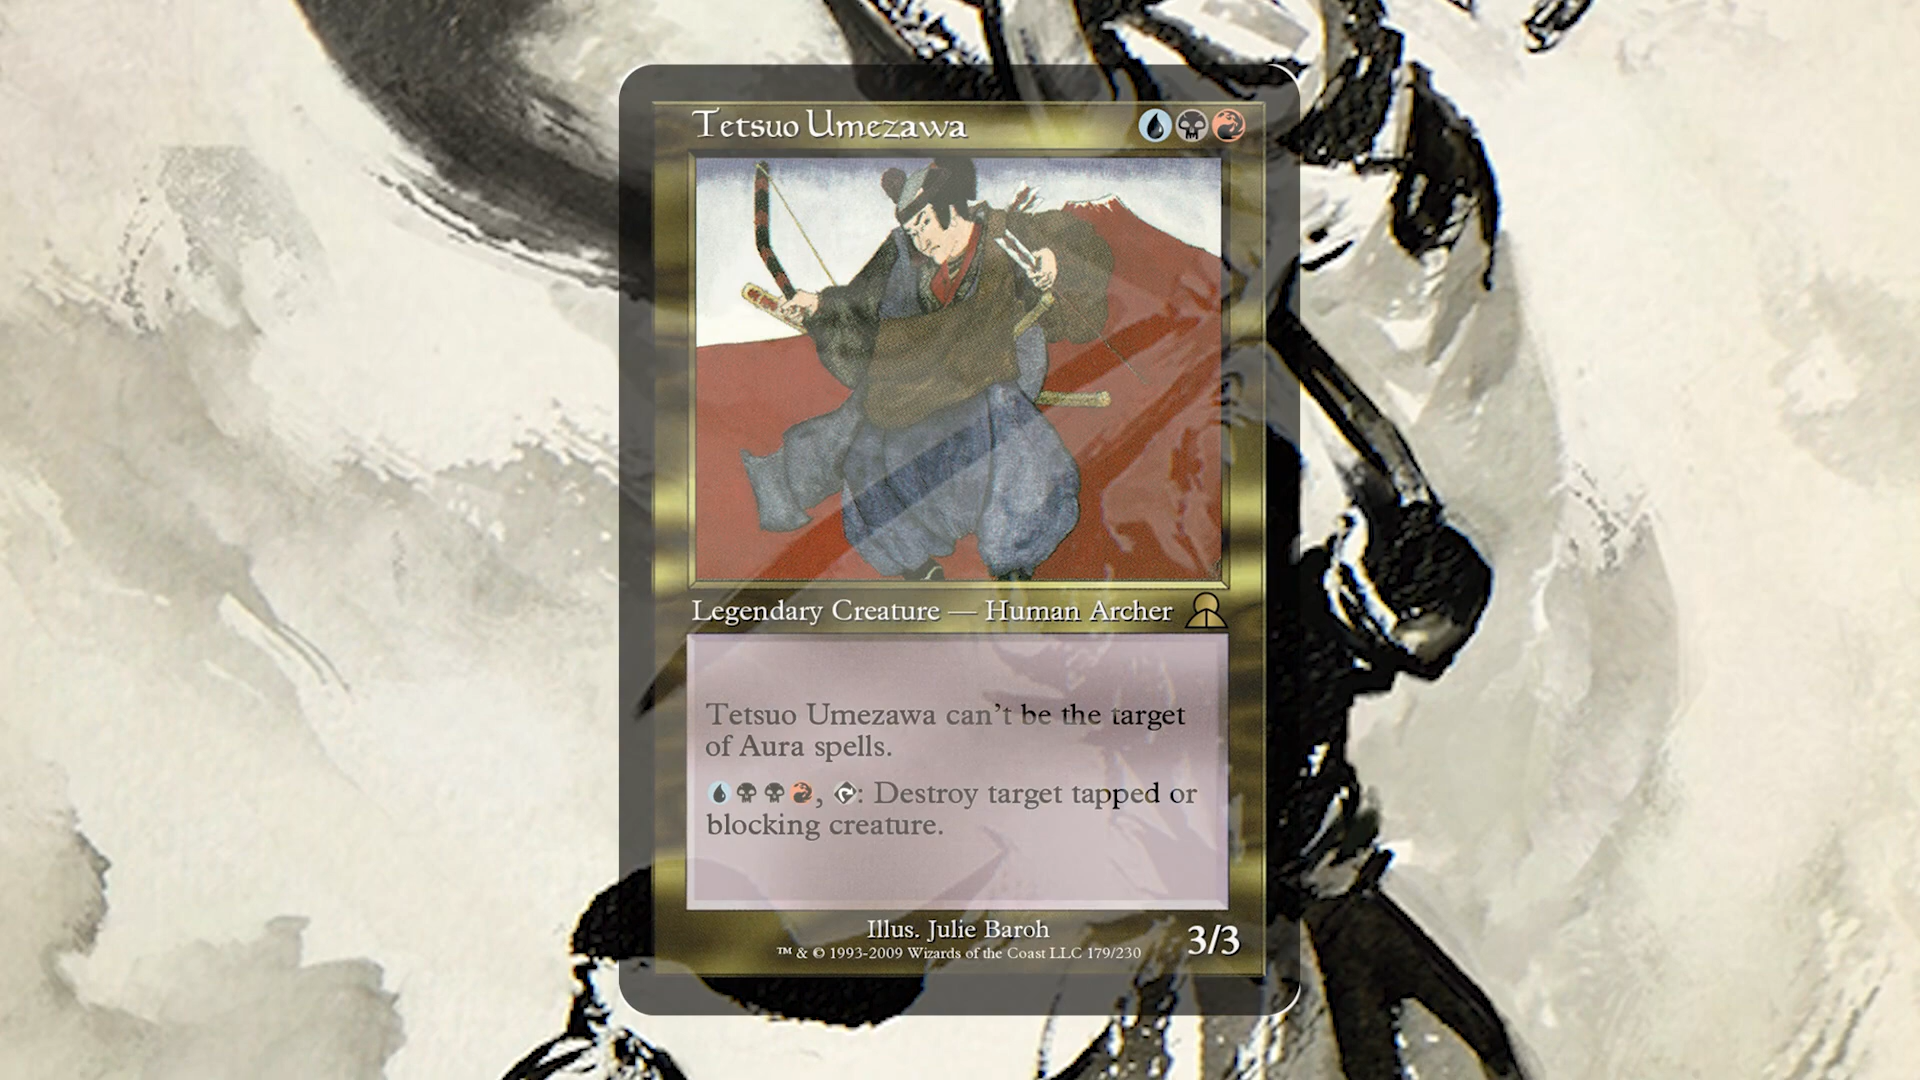 Tetsuo Umezawa
Legendary Creature — Human Archer
Tetsuo Umezawa can't be the target
of Aura spells.
, : Destroy target tapped or
blocking creature.
Illus. Julie Baroh
™ & © 1993-2009 Wizards of the Coast LLC 179/230
3/3